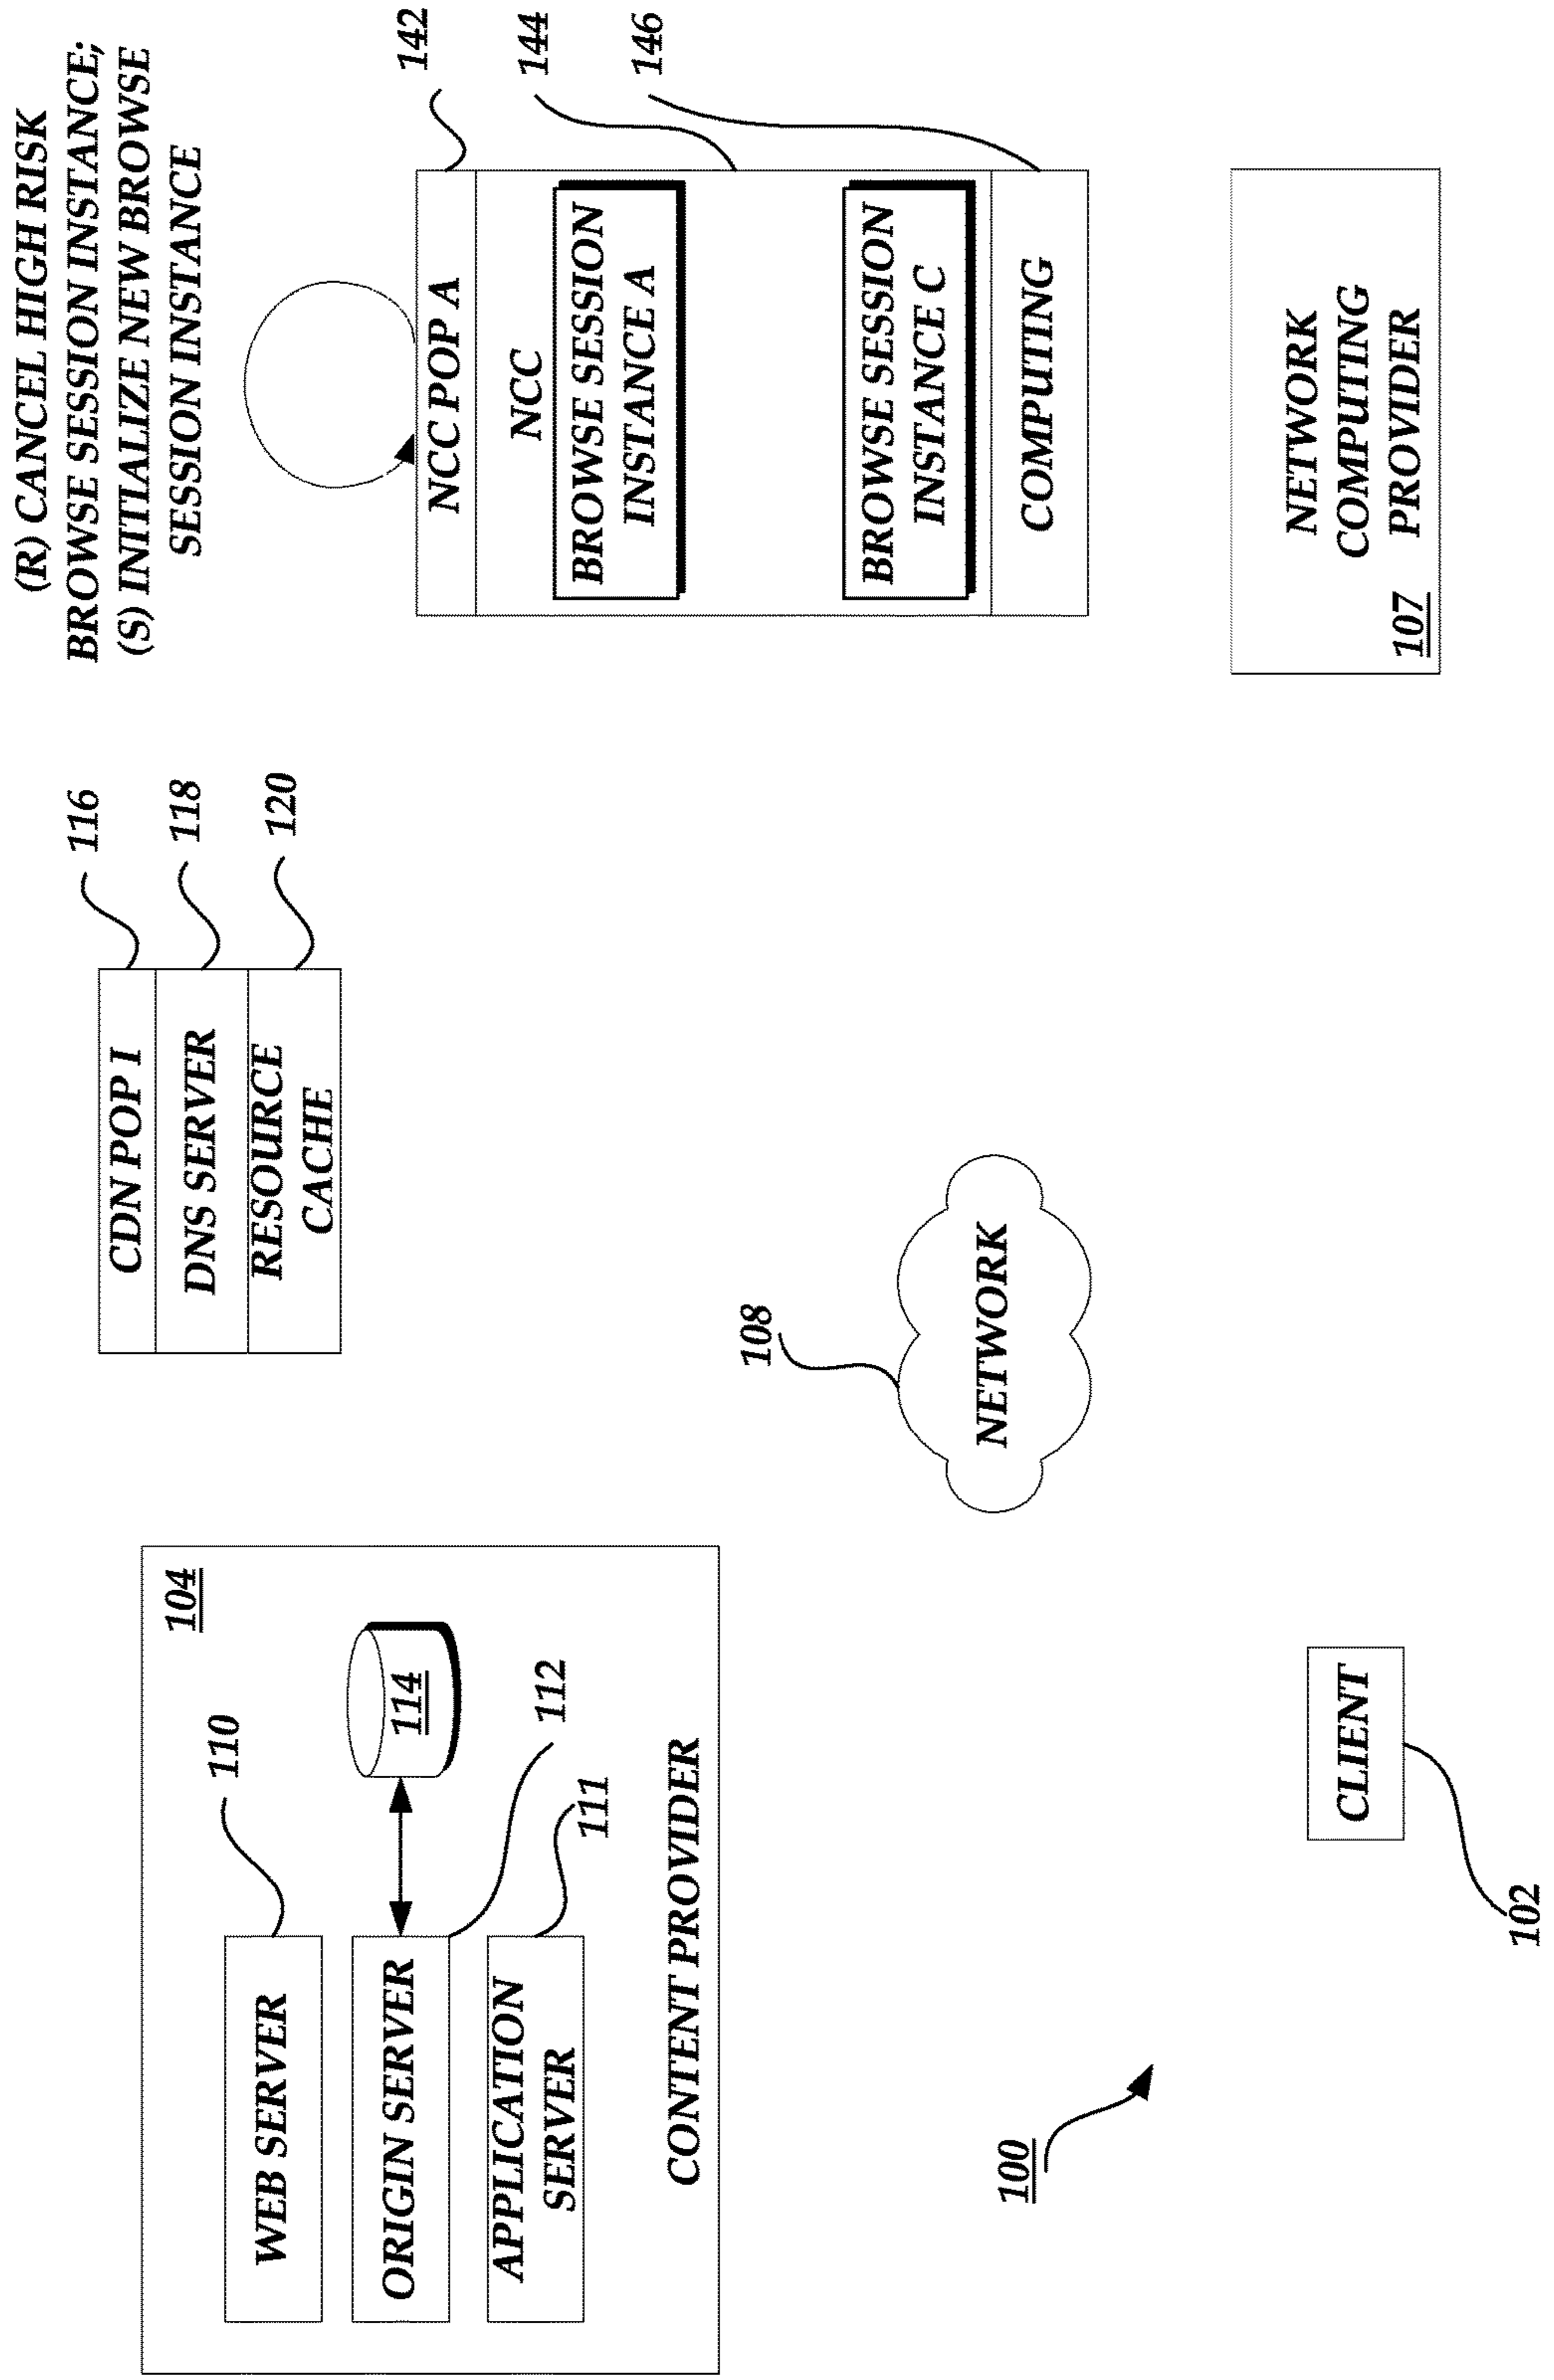 (R) CANCEL HIGH RISK
BROWSE SESSION INSTANCE;
(S) INITIALIZE NEW BROWSE
SESSION INSTANCE
104
WEB SERVER
110
ORIGIN SERVER
114
112
APPLICATION
SERVER
111
CONTENT PROVIDER
CDN POP I
116
DNS SERVER
118
RESOURCE
CACHE
120
NCC POP A
142
NCC
144
BROWSE SESSION
INSTANCE A
BROWSE SESSION
INSTANCE C
COMPUTING
146
108
NETWORK
100
CLIENT
102
NETWORK
COMPUTING
PROVIDER
107